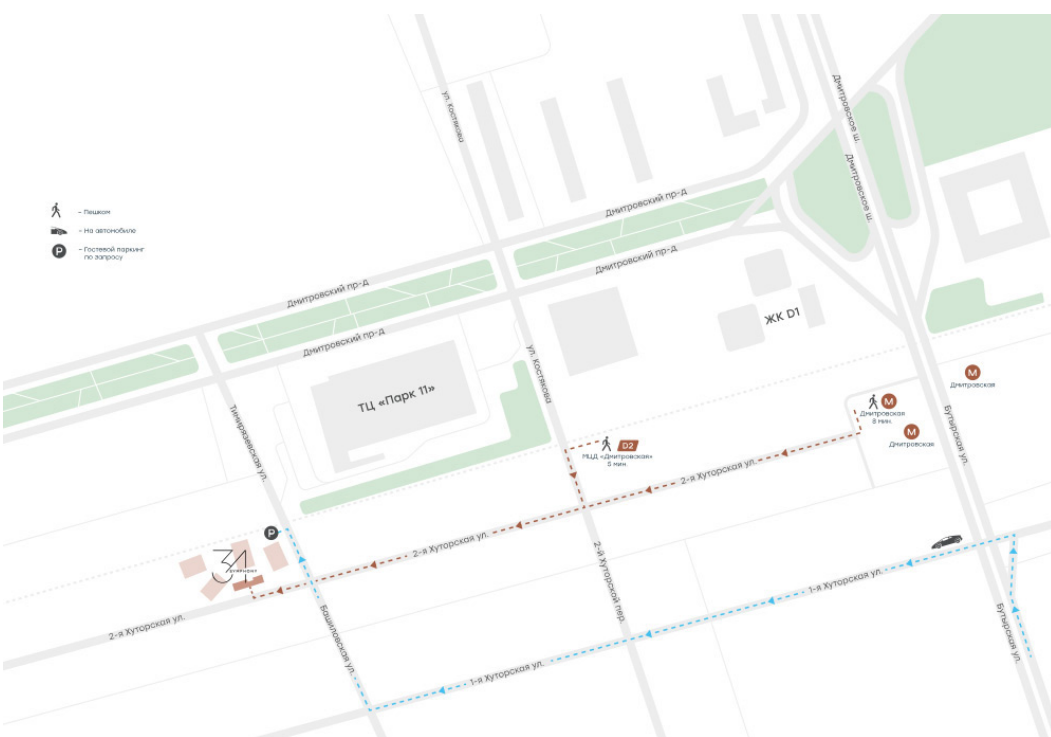 – Пешком
– На автомобиле
– Гостевой паркинг
по запросу
P
ул. Костякова
Дмитровское ш.
Дмитровское ш.
Дмитровский пр-д
Дмитровский пр-д
Дмитровский пр-д
Дмитровский пр-д
ЖК D1
ул. Костякова
ТЦ «Парк 11»
Тимирязевская ул.
М
Дмитровская
М
Дмитровская
8 мин.
М
Дмитровская
Бутырская ул.
D2
МЦД «Дмитровская»
5 мин.
2-я Хуторская ул.
2-я Хуторская ул.
P
31
2-й Хуторской пер.
1-я Хуторская ул.
2-я Хуторская ул.
Башиловская ул.
Бутырская ул.
1-я Хуторская ул.